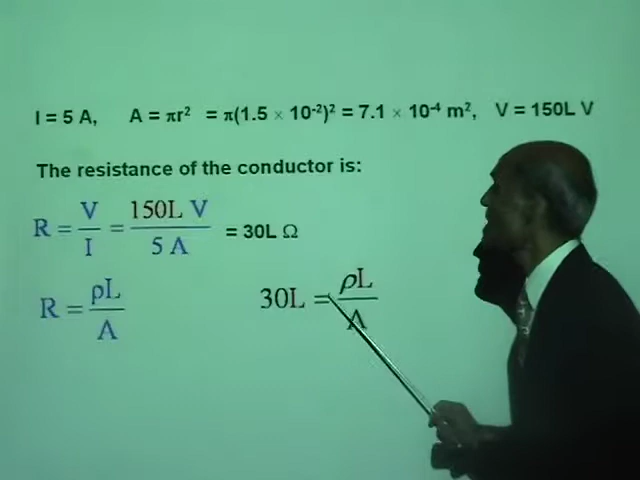 I = 5 A, A = πr² = π(1.5 × 10⁻²)² = 7.1 × 10⁻⁴ m², V = 150L V
The resistance of the conductor is:
R = V/I = 150L V/5 A = 30L Ω
R = ρL/A 30L = ρL/A